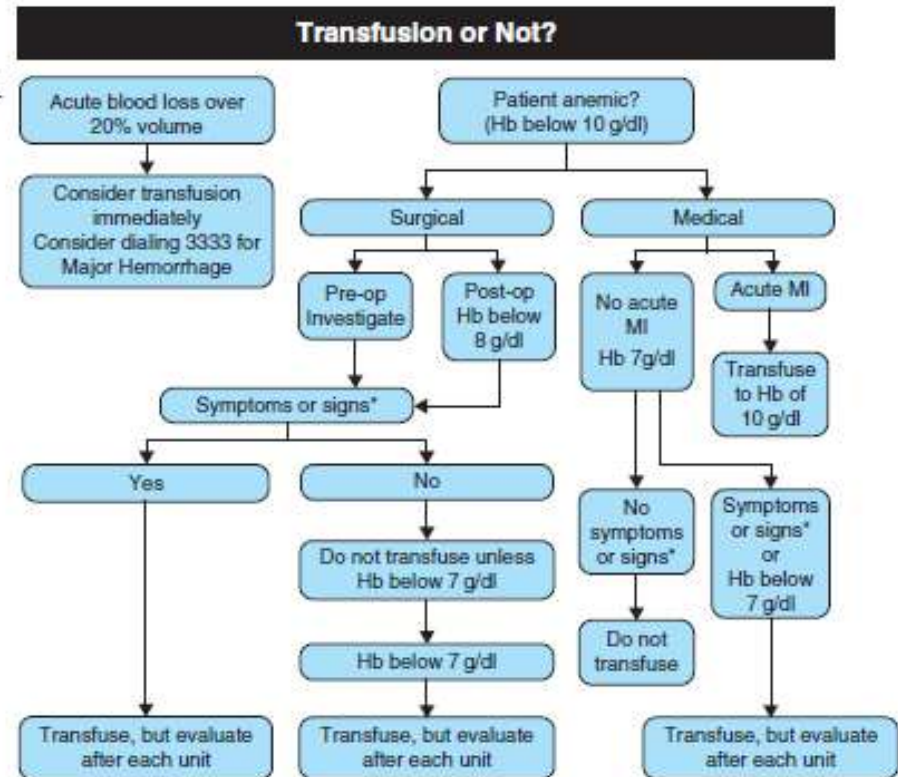 Transfusion or Not?
Acute blood loss over
20% volume
Consider transfusion
immediately
Consider dialing 3333 for
Major Hemorrhage
Patient anemic?
(Hb below 10 g/dl)
Surgical
Medical
Pre-op
Investigate
Post-op
Hb below
8 g/dl
No acute
MI
Hb 7g/dl
Acute MI
Transfuse
to Hb of
10 g/dl
Symptoms or signs*
Yes
No
Do not transfuse unless
Hb below 7 g/dl
Hb below 7 g/dl
No
symptoms
or signs*
Do not
transfuse
Symptoms
or signs*
or
Hb below
7 g/dl
Transfuse, but evaluate
after each unit
Transfuse, but evaluate
after each unit
Transfuse, but evaluate
after each unit